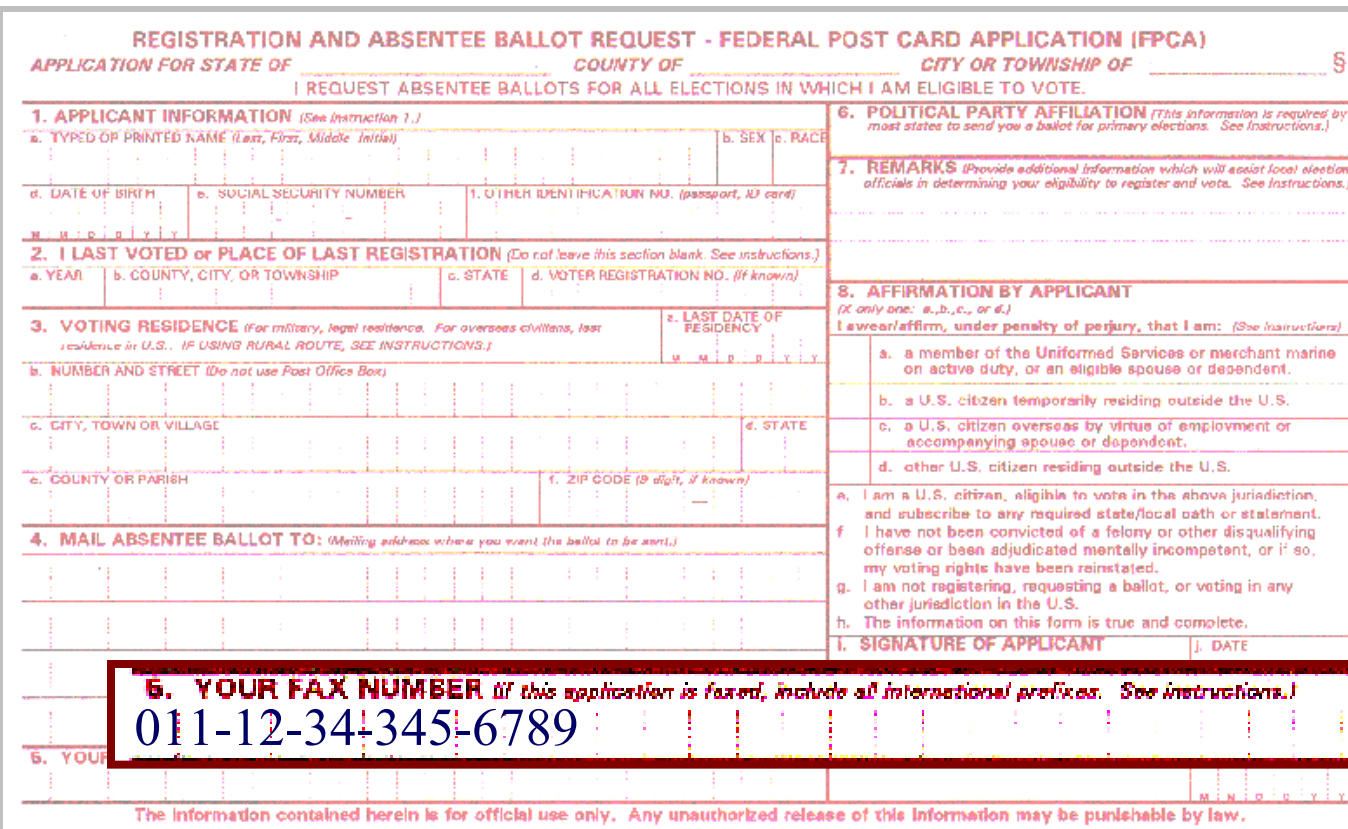 REGISTRATION AND ABSENTEE BALLOT REQUEST - FEDERAL POST CARD APPLICATION (FPCA)
APPLICATION FOR STATE OF COUNTY OF CITY OR TOWNSHIP OF §
I REQUEST ABSENTEE BALLOTS FOR ALL ELECTIONS IN WHICH I AM ELIGIBLE TO VOTE.
1. APPLICANT INFORMATION (See Instruction 1.)
a. TYPED OR PRINTED NAME (Last, First, Middle Initial) b. SEX c. RACE
d. DATE OF BIRTH e. SOCIAL SECURITY NUMBER f. OTHER IDENTIFICATION NO. (passport, ID card)
M M D D Y Y
2. I LAST VOTED or PLACE OF LAST REGISTRATION (Do not leave this section blank. See instructions.)
a. YEAR b. COUNTY, CITY, OR TOWNSHIP c. STATE d. VOTER REGISTRATION NO. (If known)
3. VOTING RESIDENCE (For military, legal residence. For overseas civilians, last
residence in U.S.. IF USING RURAL ROUTE, SEE INSTRUCTIONS.)
a. LAST DATE OF
RESIDENCY
M M D D Y Y
b. NUMBER AND STREET (Do not use Post Office Box)
c. CITY, TOWN OR VILLAGE d. STATE
e. COUNTY OR PARISH f. ZIP CODE (9 digit, if known)
4. MAIL ABSENTEE BALLOT TO: (Mailing address where you want the ballot to be sent.)
5. YOUR
6. POLITICAL PARTY AFFILIATION (This information is required by
most states to send you a ballot for primary elections. See Instructions.)
7. REMARKS (Provide additional information which will assist local election
officials in determining your eligibility to register and vote. See Instructions.)
8. AFFIRMATION BY APPLICANT
(X only one: a.,b.,c., or d.)
I swear/affirm, under penalty of perjury, that I am: (See Instructions)
a. a member of the Uniformed Services or merchant marine
on active duty, or an eligible spouse or dependent.
b. a U.S. citizen temporarily residing outside the U.S.
c. a U.S. citizen overseas by virtue of employment or
accompanying spouse or dependent.
d. other U.S. citizen residing outside the U.S.
e. I am a U.S. citizen, eligible to vote in the above jurisdiction,
and subscribe to any required state/local oath or statement.
f I have not been convicted of a felony or other disqualifying
offense or been adjudicated mentally incompetent, or if so,
my voting rights have been reinstated.
g. I am not registering, requesting a ballot, or voting in any
other jurisdiction in the U.S.
h. The information on this form is true and complete.
i. SIGNATURE OF APPLICANT j. DATE
5. YOUR FAX NUMBER (if this application is faxed, include all international prefixes. See instructions.)
011-12-34-345-6789
M M D D Y Y
The information contained herein is for official use only. Any unauthorized release of this information may be punishable by law.